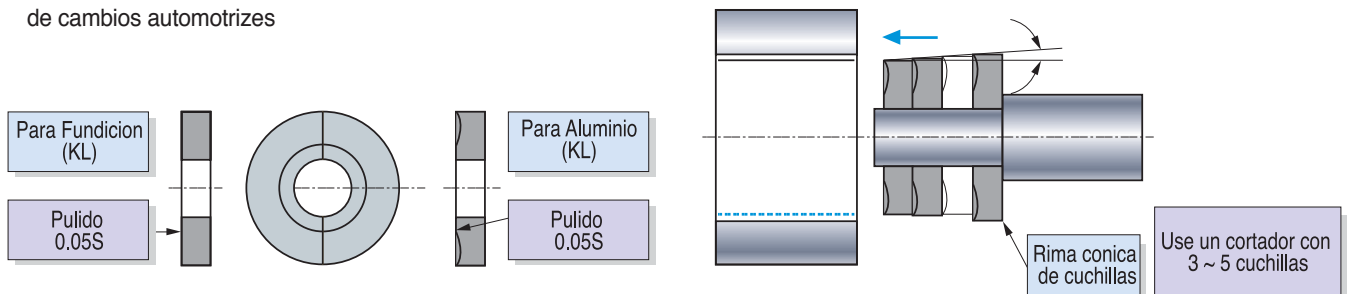 de cambios automotrizes
Para Fundicion
(KL)
Pulido
0.05S
Para Aluminio
(KL)
Pulido
0.05S
Rima conica
de cuchillas
Use un cortador con
3 ~ 5 cuchillas